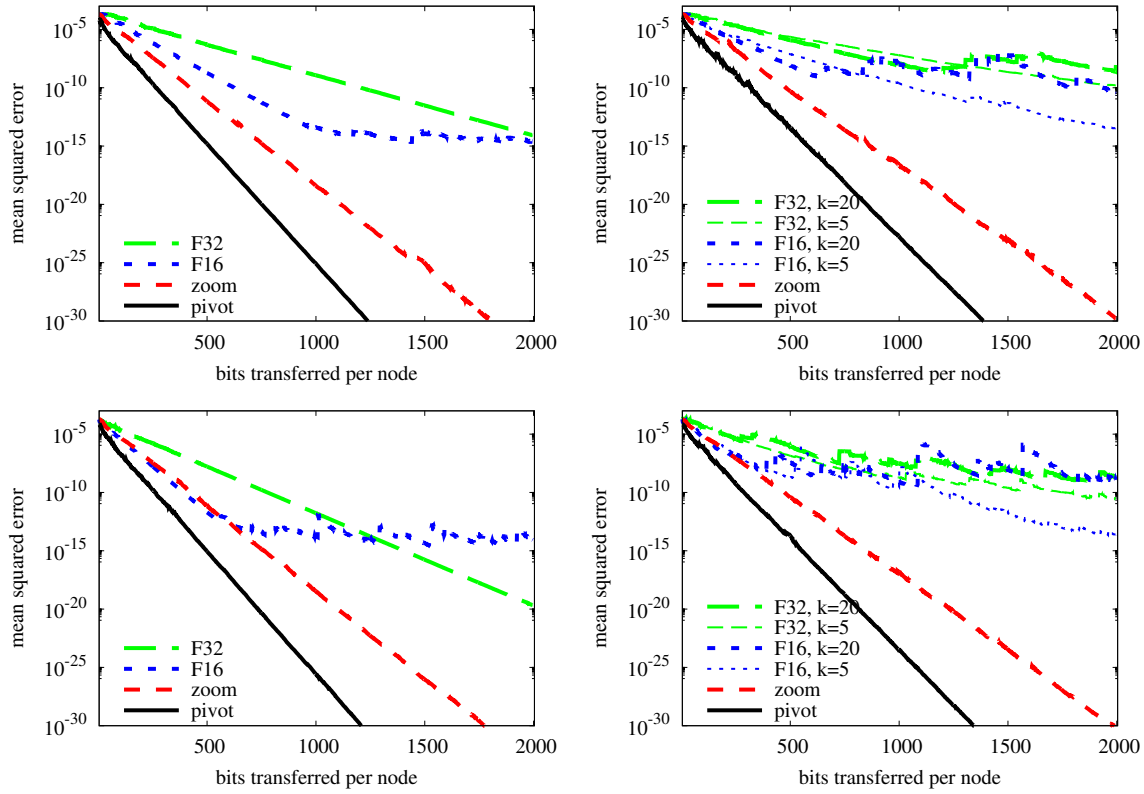 mean squared error
10^-5
10^-10
10^-15
10^-20
10^-25
10^-30
F32
F16
zoom
pivot
500 1000 1500 2000
bits transferred per node
mean squared error
10^-5
10^-10
10^-15
10^-20
10^-25
10^-30
F32, k=20
F32, k=5
F16, k=20
F16, k=5
zoom
pivot
500 1000 1500 2000
bits transferred per node
mean squared error
10^-5
10^-10
10^-15
10^-20
10^-25
10^-30
F32
F16
zoom
pivot
500 1000 1500 2000
bits transferred per node
mean squared error
10^-5
10^-10
10^-15
10^-20
10^-25
10^-30
F32, k=20
F32, k=5
F16, k=20
F16, k=5
zoom
pivot
500 1000 1500 2000
bits transferred per node